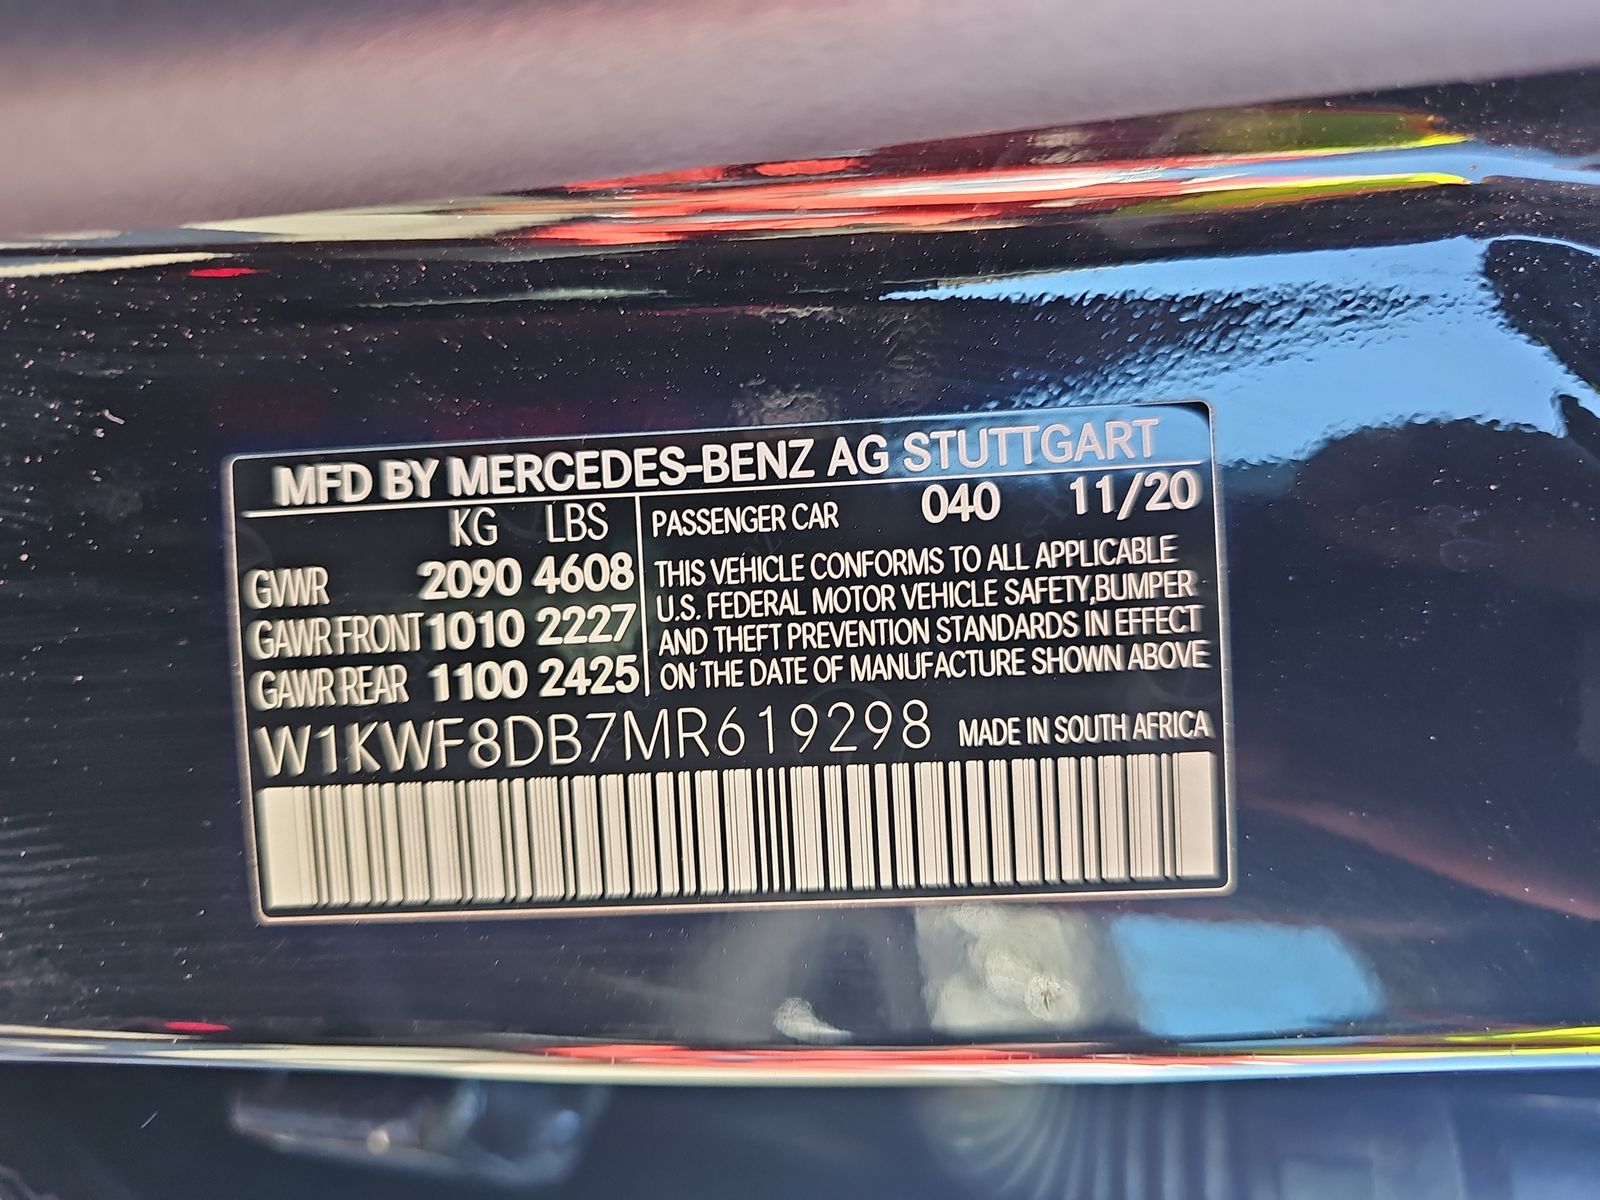 MFD BY MERCEDES-BENZ AG STUTTGART
KG LBS
GWWR 2090 4608
GAWR FRONT 1010 2227
GAWR REAR 1100 2425
PASSENGER CAR 040 11/20
THIS VEHICLE CONFORMS TO ALL APPLICABLE
U.S. FEDERAL MOTOR VEHICLE SAFETY,BUMPER
AND THEFT PREVENTION STANDARDS IN EFFECT
ON THE DATE OF MANUFACTURE SHOWN ABOVE
W1KWF8DB7MR619298 MADE IN SOUTH AFRICA